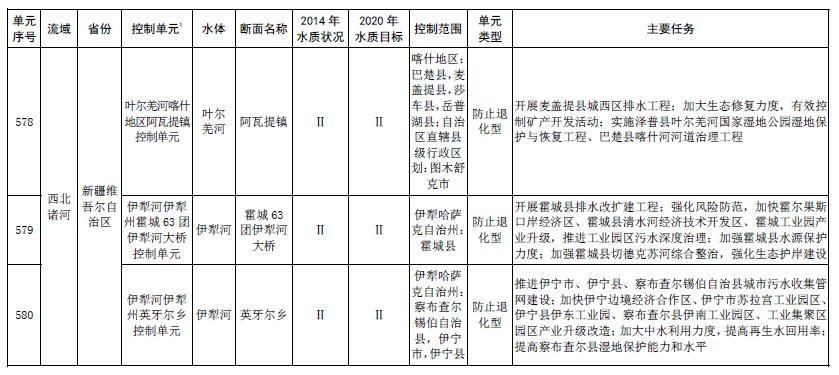 单元序号 流域 省份 控制单元¹ 水体 断面名称 2014年水质状况 2020年水质目标 控制范围 单元类型 主要任务
西北诸河
新疆维吾尔自治区
578
叶尔羌河喀什
地区阿瓦提镇
控制单元
叶尔
羌河
阿瓦提镇
Ⅱ
Ⅱ
喀什地区：
巴楚县，麦
盖提县，莎
车县，岳普
湖县；自治
区直辖县
级行政区
划：图木舒
克市
防止退
化型
开展麦盖提县城西区排水工程；加大生态修复力度，有效控
制矿产开发活动；实施泽普县叶尔羌河国家湿地公园湿地保
护与恢复工程、巴楚县喀什河河道治理工程
579
伊犁河伊犁
州霍城63团
伊犁河大桥
控制单元
伊犁河
霍城63
团伊犁河
大桥
Ⅱ
Ⅱ
伊犁哈萨
克自治州：
霍城县
防止退
化型
开展霍城县排水改扩建工程；强化风险防范，加快霍尔果斯
口岸经济区、霍城县清水河经济技术开发区、霍城工业园产
业升级，推进工业园区污水深度治理；加强霍城县水源保护
力度；加强霍城县切德克苏河综合整治，强化生态护岸建设
580
伊犁河伊犁
州英牙尔乡
控制单元
伊犁河
英牙尔乡
Ⅱ
Ⅱ
伊犁哈萨
克自治州：
察布查尔
锡伯自治
县，伊宁
市，伊宁县
防止退
化型
推进伊宁市、伊宁县、察布查尔锡伯自治县城市污水收集管
网建设；加快伊宁边境经济合作区、伊宁市苏拉宫工业园区、
伊宁县伊东工业园、察布查尔县伊南工业园区、工业集聚区
园区产业升级改造；加大中水利用力度，提高再生水回用率；
提高察布查尔县湿地保护能力和水平